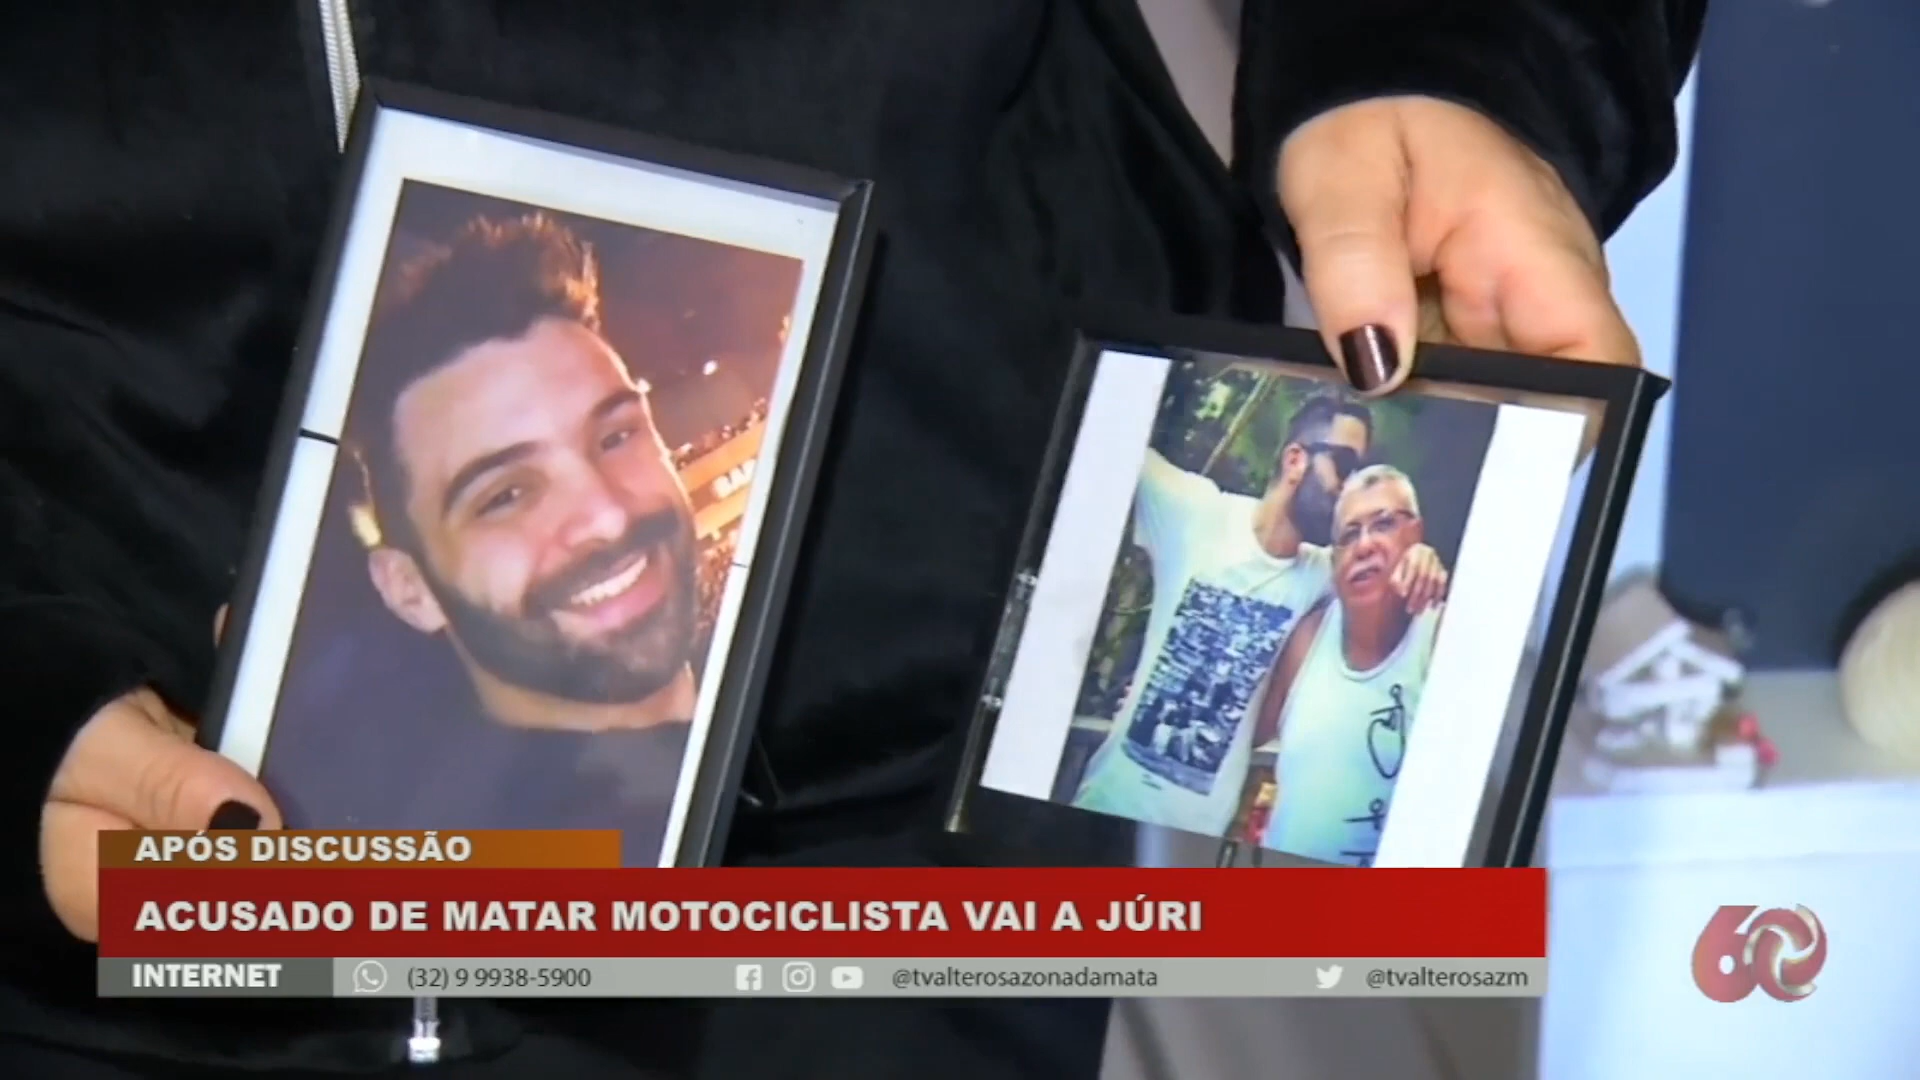 APÓS DISCUSSÃO
ACUSADO DE MATAR MOTOCICLISTA VAI A JÚRI
INTERNET (32) 9 9938-5900 @tvalterosazonadamata @tvalterosazm
60